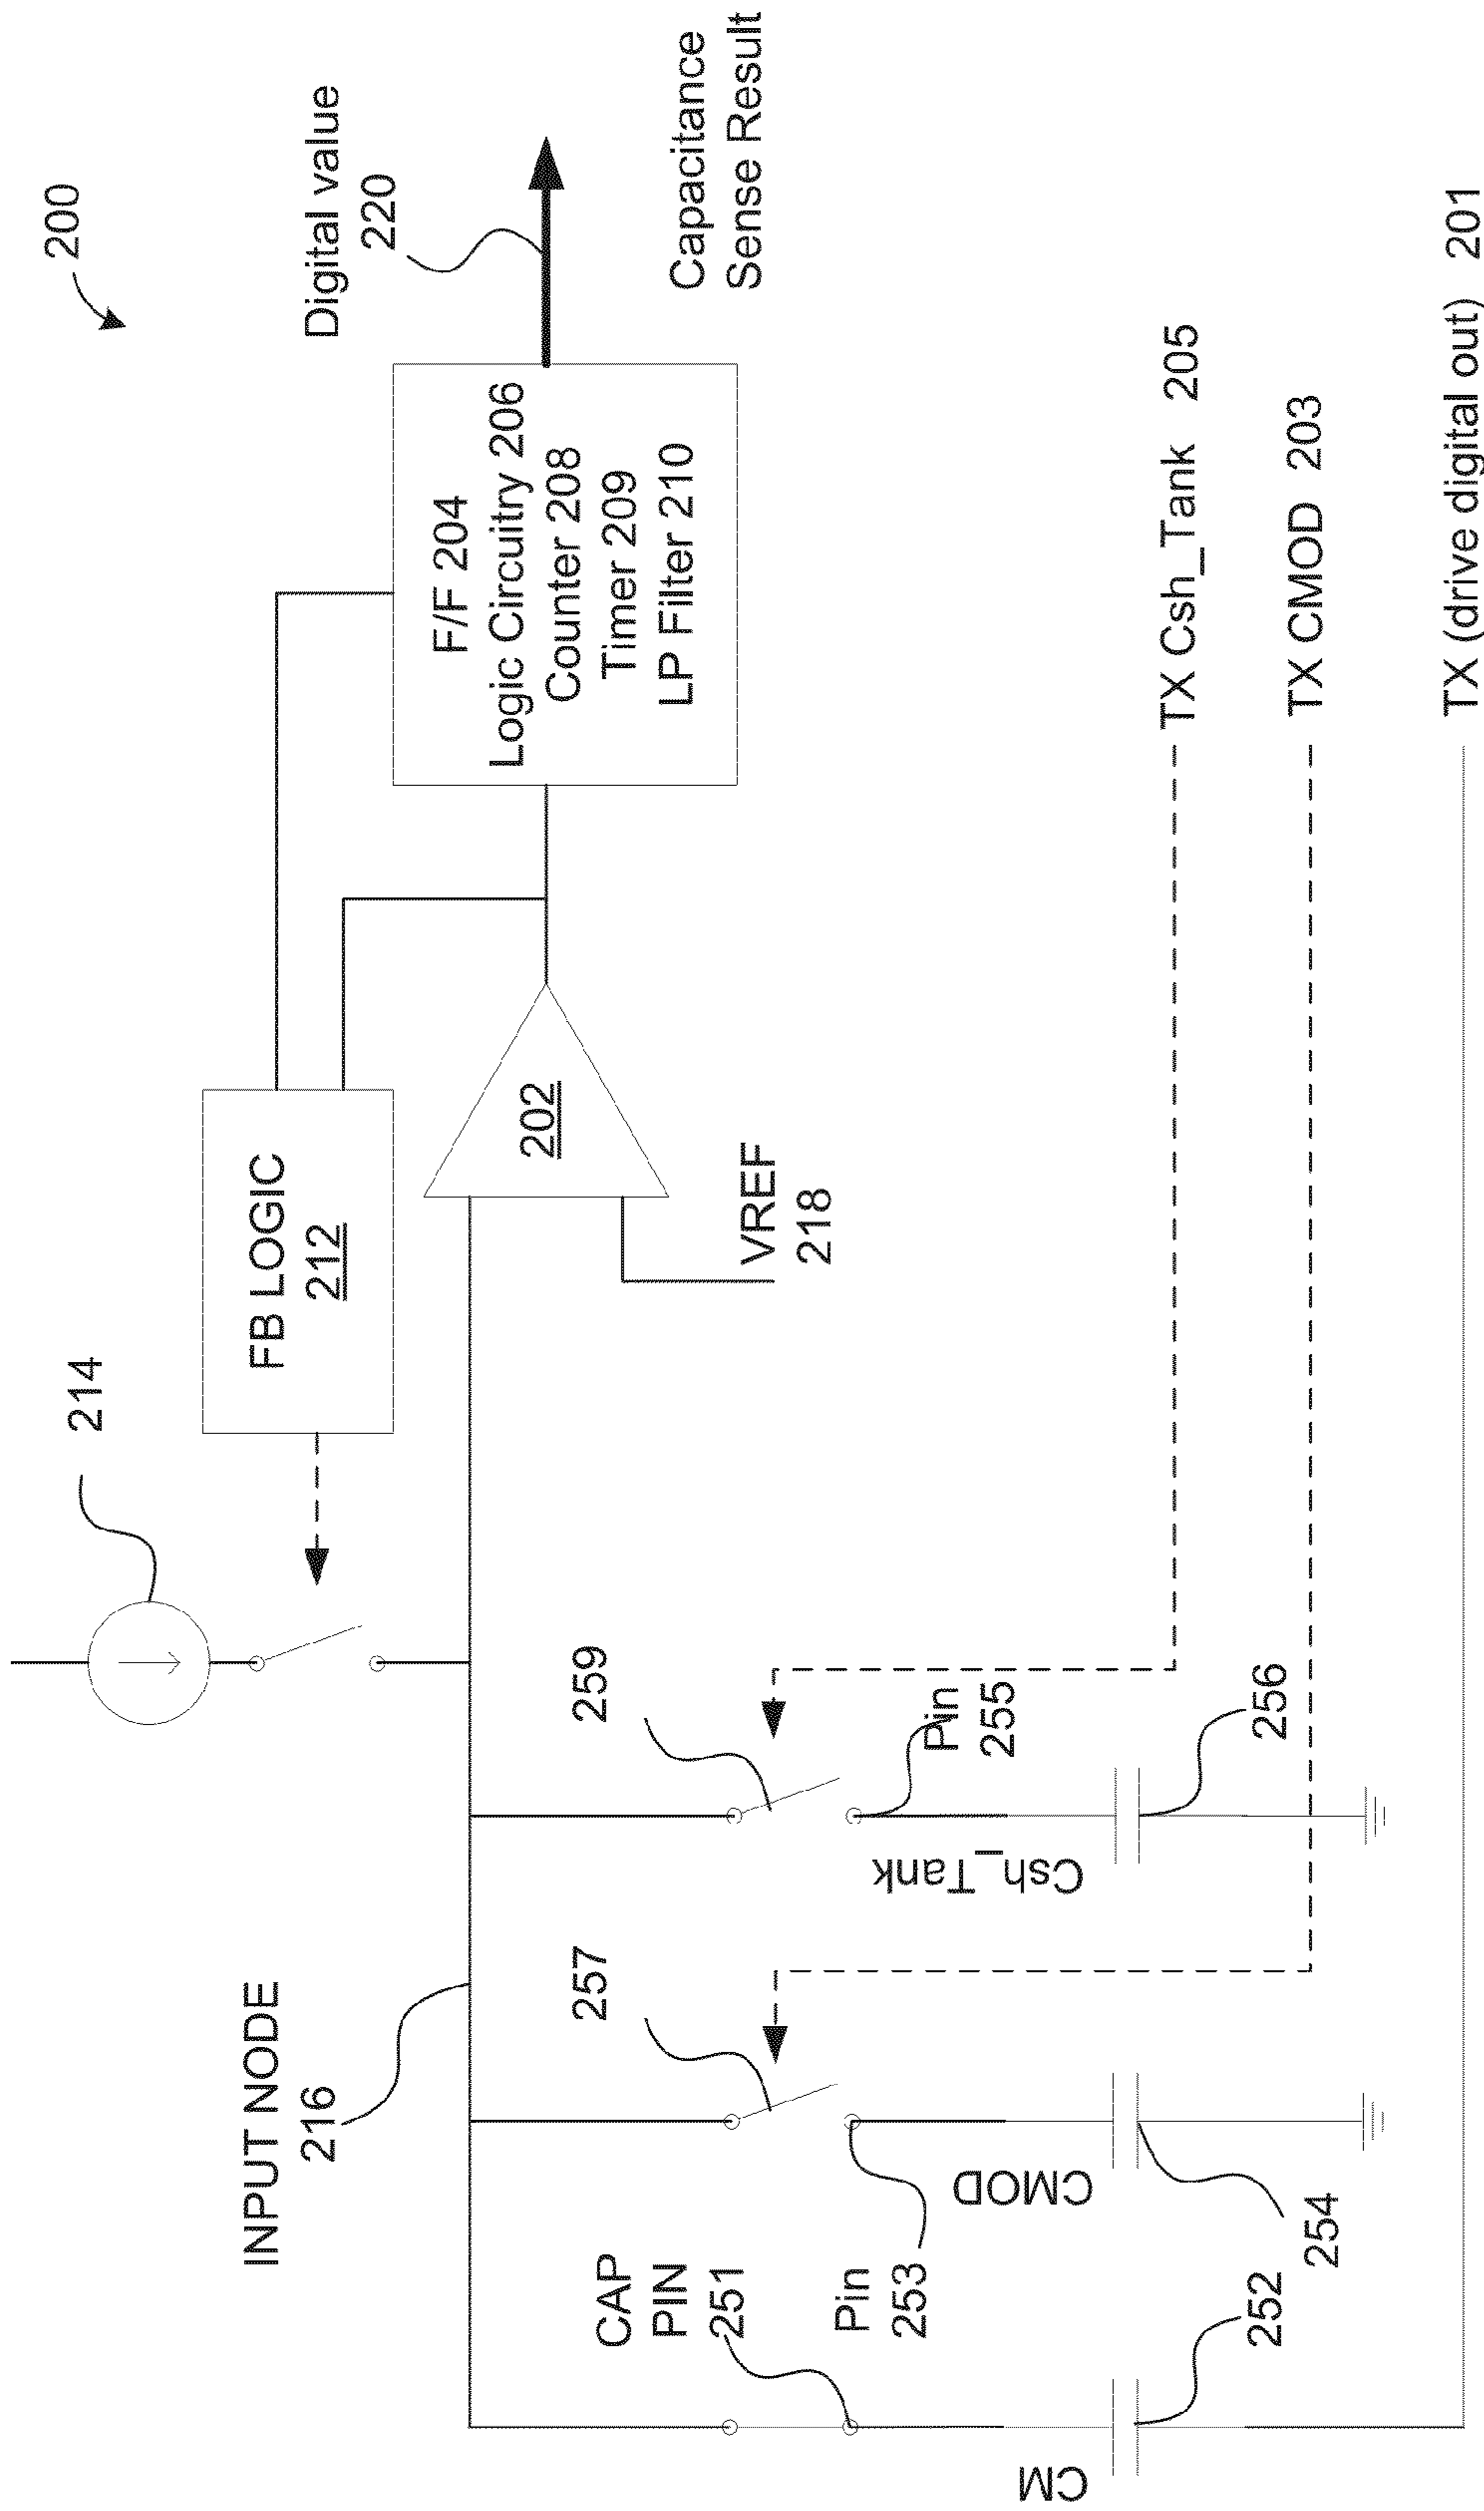 200
Digital value
220
Capacitance
Sense Result
F/F 204
Logic Circuitry 206
Counter 208
Timer 209
LP Filter 210
FB LOGIC
212
214
202
VREF
218
INPUT NODE
216
259
257
CAP
PIN
251
Pin
253
Pin
255
CM
CMOD
Csh_Tank
252
254
256
TX Csh_Tank 205
TX CMOD 203
TX (drive digital out) 201